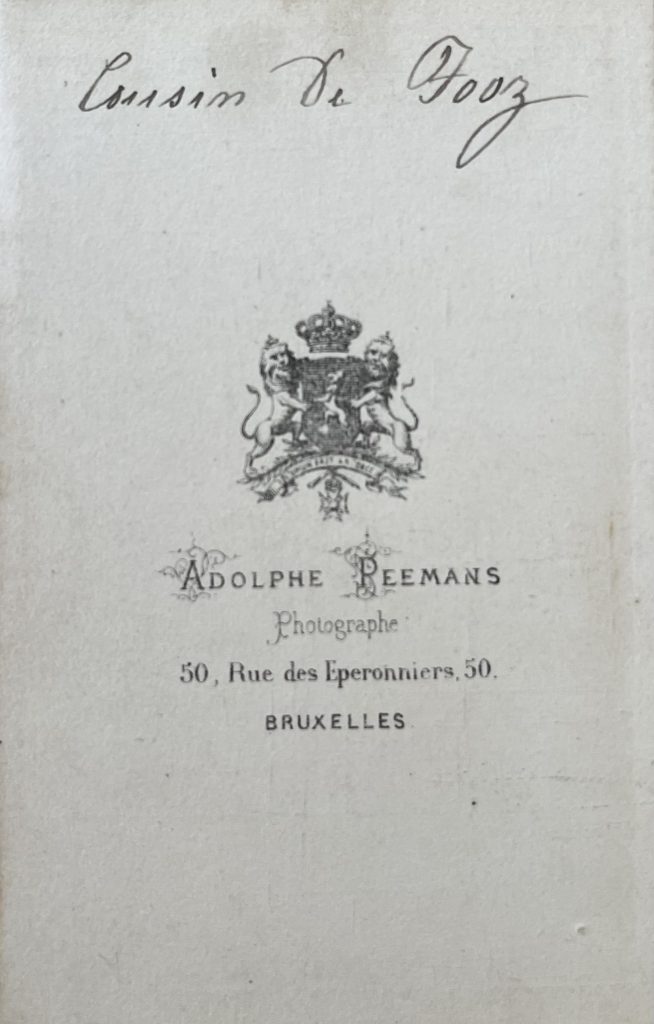 Cousin De Fooz
ADOLPHE PEEMANS
Photographe
50, Rue des Eperonniers, 50.
BRUXELLES